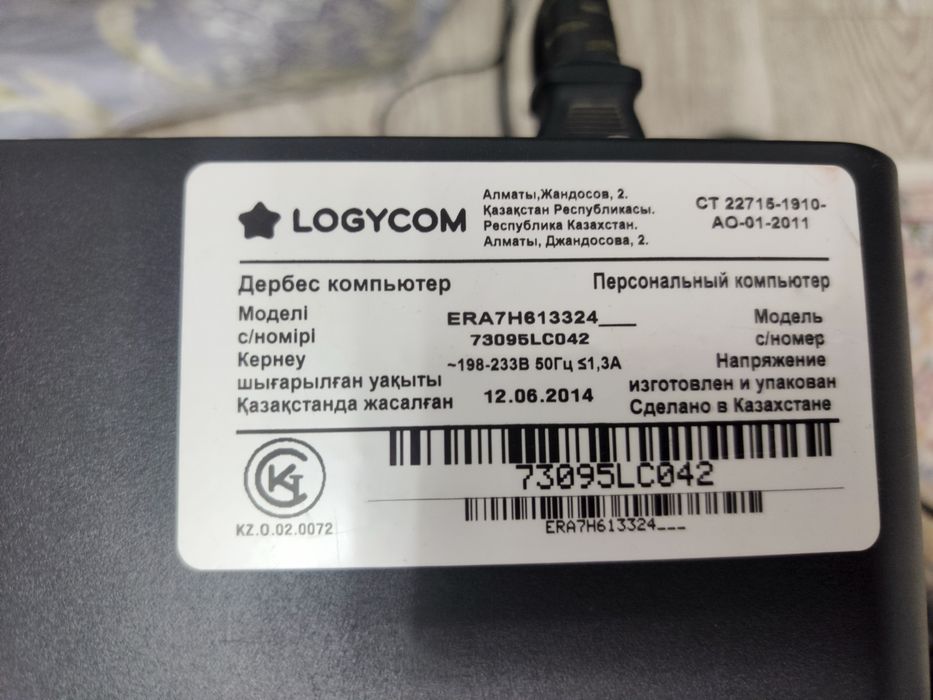 LOGYCOM
Алматы,Жандосов, 2.
Қазақстан Республикасы.
Республика Казахстан.
Алматы, Джандосова, 2.
СТ 22715-1910-
АО-01-2011
Дербес компьютер Персональный компьютер
Моделі ERA7H613324___ Модель
с/номірі 73095LC042 с/номер
Кернеу ~198-233В 50Гц ≤1,3А Напряжение
шығарылған уақыты 12.06.2014 изготовлен и упакован
Қазақстанда жасалған Сделано в Казахстане
73095LC042
KZ.O.02.0072
ERA7H613324___